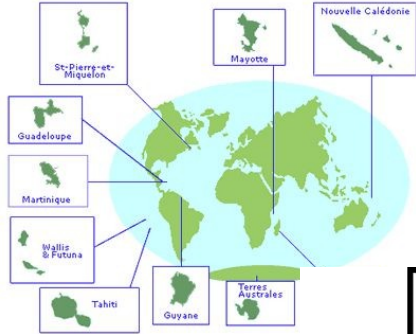 Nouvelle Calédonie
St-Pierre-et-
Miquelon
Mayotte
Guadeloupe
Martinique
Wallis
& Futuna
Tahiti
Guyane
Terres
Australes